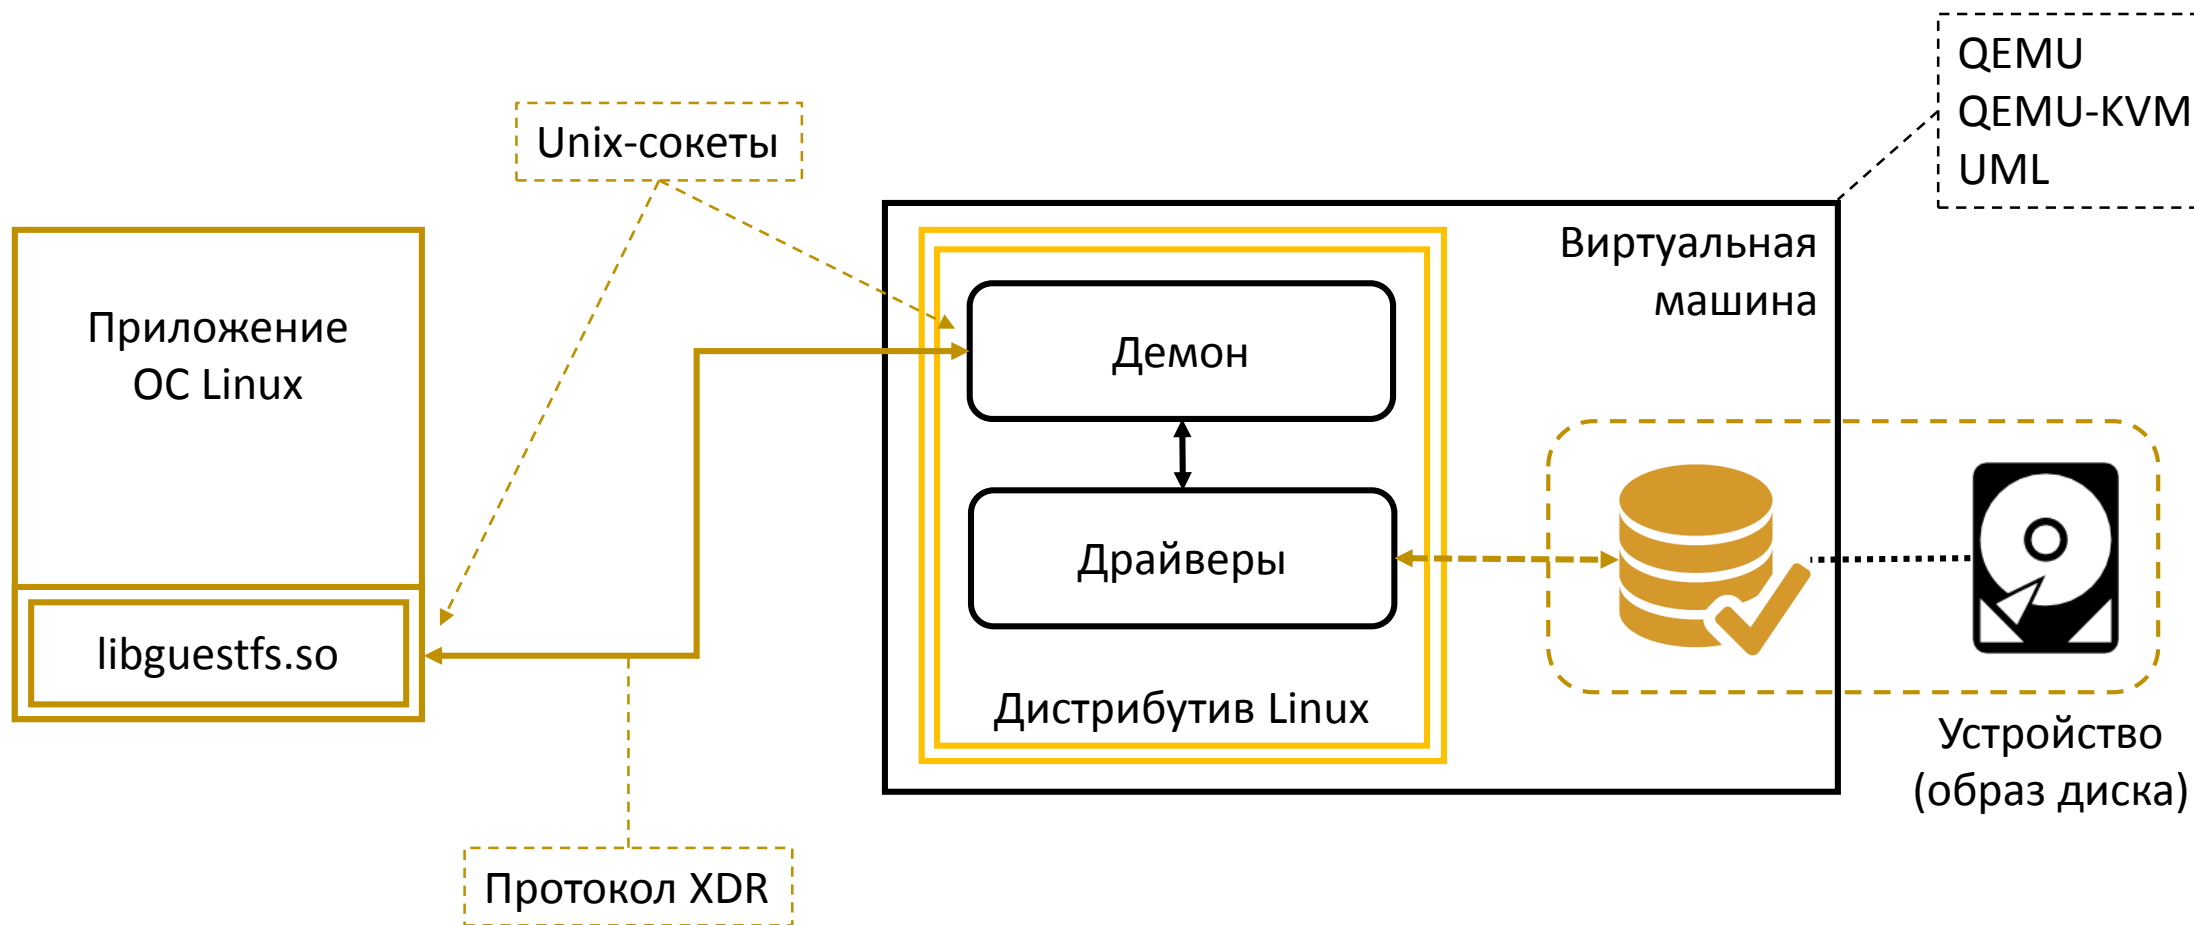 QEMU
QEMU-KVM
UML
Unix-сокеты
Виртуальная
машина
Приложение
ОС Linux
Демон
Драйверы
libguestfs.so
Дистрибутив Linux
Устройство
(образ диска)
Протокол XDR